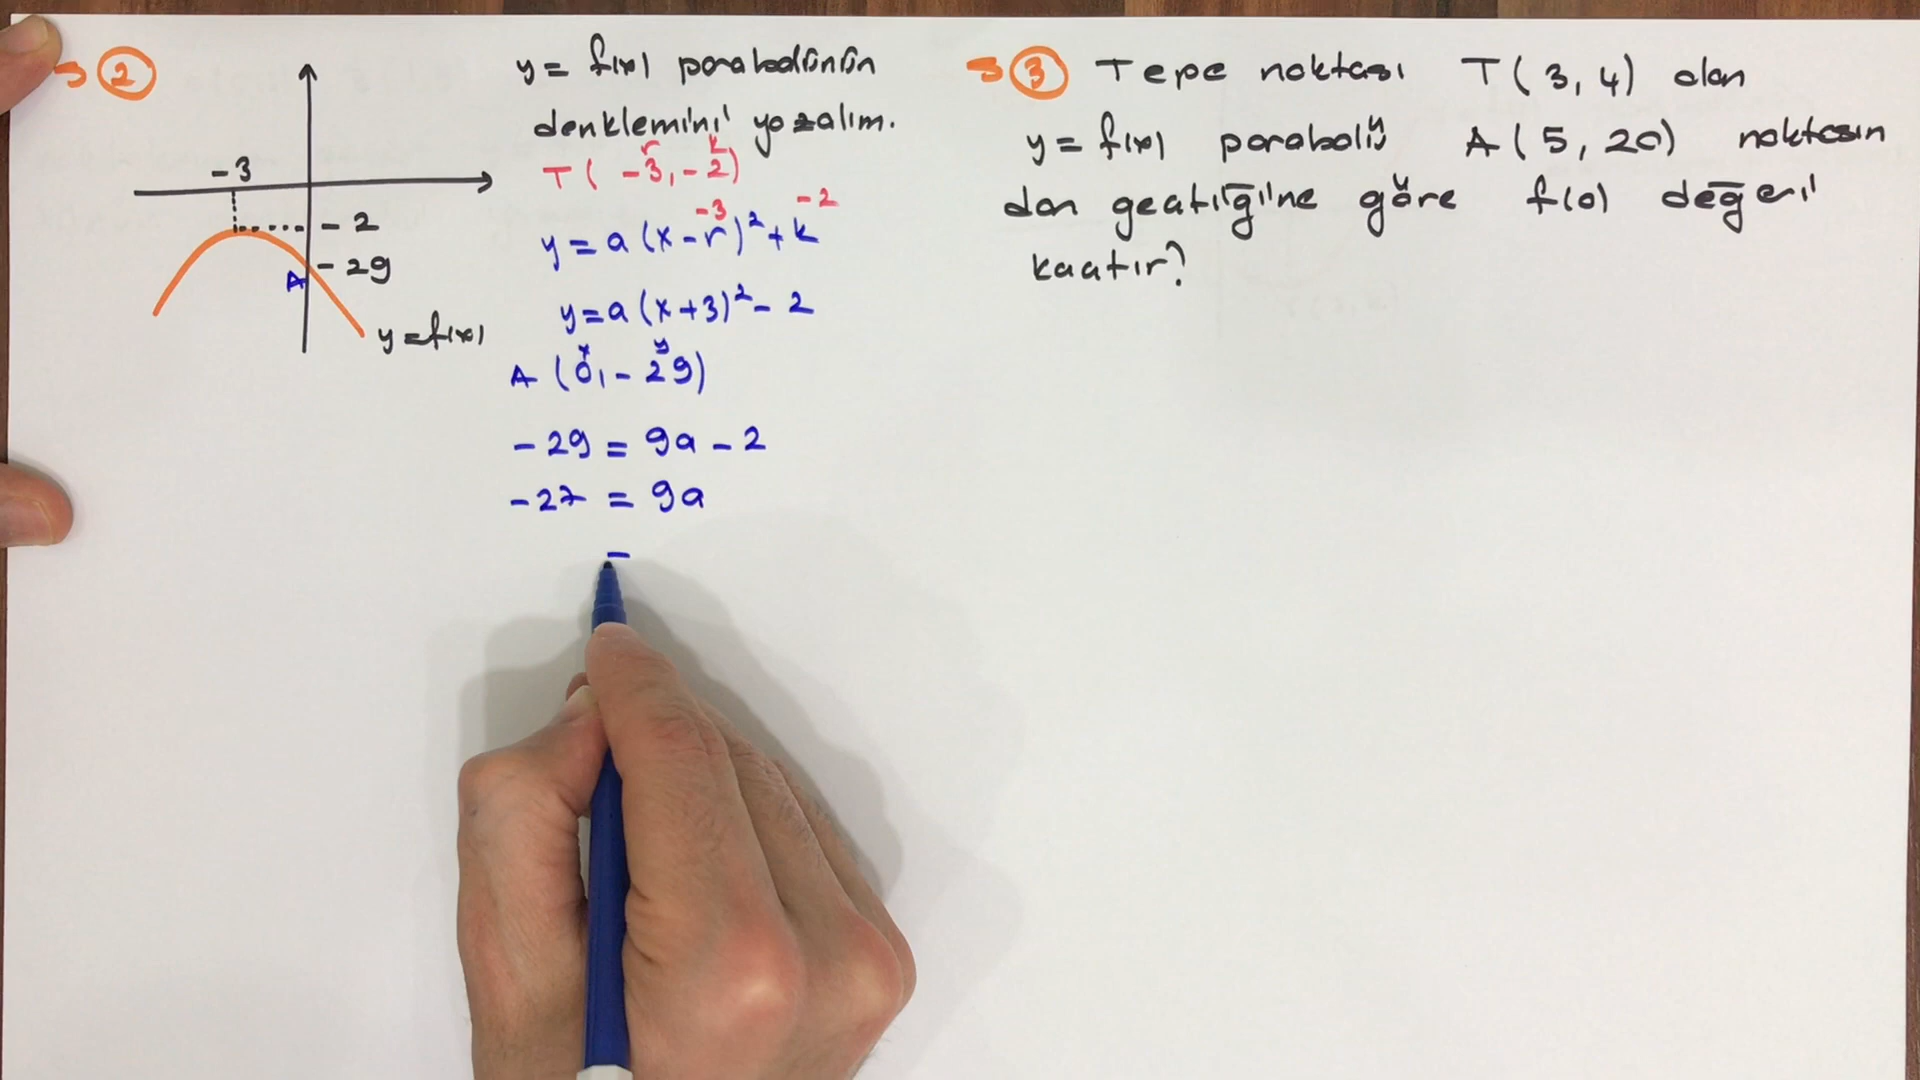 2
-3
-2
-29
A
y=f(x)
y= f(x) parabolünün
denklemini yazalım.
r k
T( -3, -2)
-3 -2
y = a (x-r)² + k
y=a (x+3)² - 2
x y
A (0, -29)
-29 = 9a - 2
-27 = 9a
3 Tepe noktası T( 3, 4) olan
y= f(x) parabolü A ( 5, 20) noktasın
dan geçtiğine göre f(0) değeri
kaçtır?